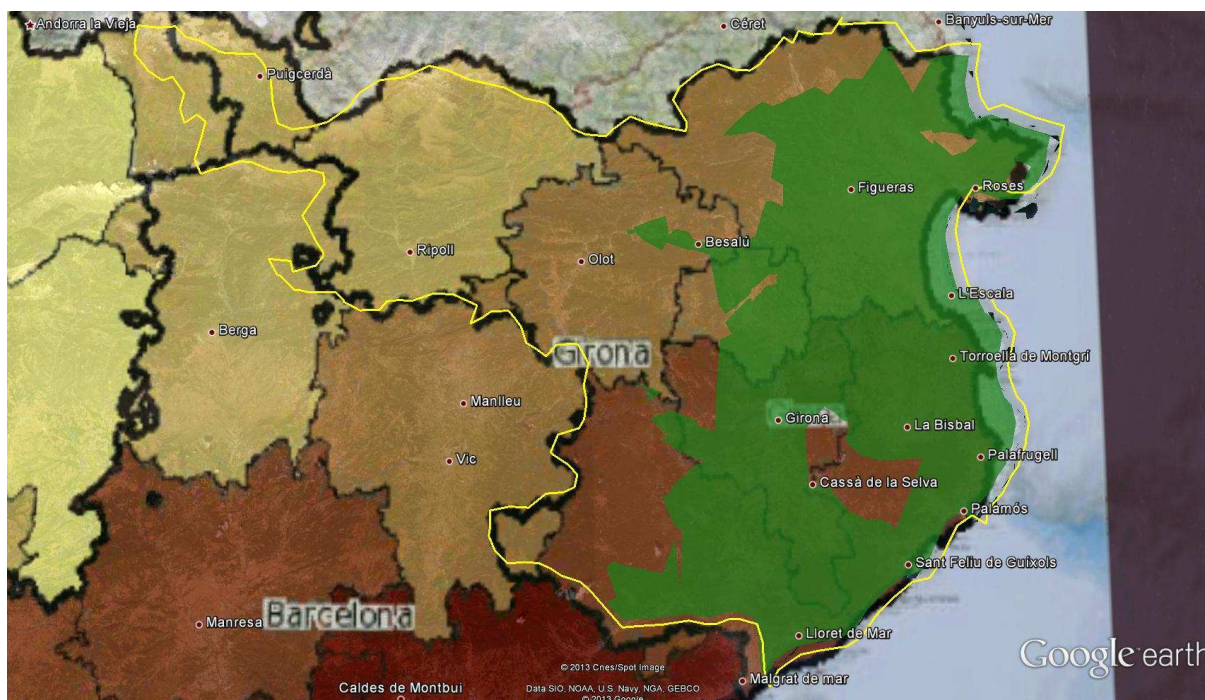 Andorra la Vieja
Céret
Banyuls-sur-Mer
Puigcerdà
Figueras
Roses
Ripoll
Olot
Besalú
L'Escala
Berga
Girona
Torroella de Montgrí
Manlleu
Girona
La Bisbal
Vic
Palafrugell
Cassà de la Selva
Palamós
Sant Feliu de Guíxols
Barcelona
Manresa
Lloret de Mar
Google earth
© 2013 Cnes/Spot Image
Malgrat de mar
Caldes de Montbui
Data SIO, NOAA, U.S. Navy, NGA, GEBCO
© 2013 Google